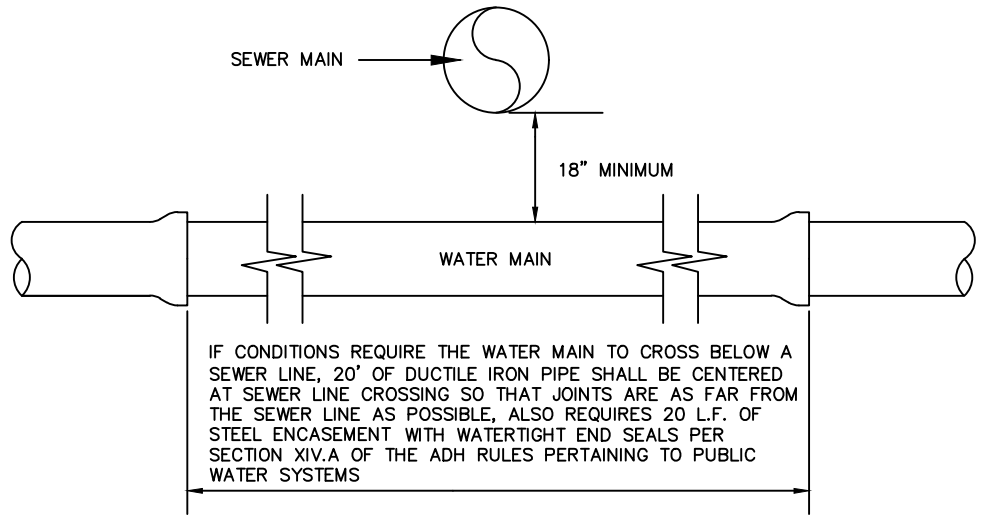 SEWER MAIN
18" MINIMUM
WATER MAIN
IF CONDITIONS REQUIRE THE WATER MAIN TO CROSS BELOW A
SEWER LINE, 20' OF DUCTILE IRON PIPE SHALL BE CENTERED
AT SEWER LINE CROSSING SO THAT JOINTS ARE AS FAR FROM
THE SEWER LINE AS POSSIBLE, ALSO REQUIRES 20 L.F. OF
STEEL ENCASEMENT WITH WATERTIGHT END SEALS PER
SECTION XIV.A OF THE ADH RULES PERTAINING TO PUBLIC
WATER SYSTEMS